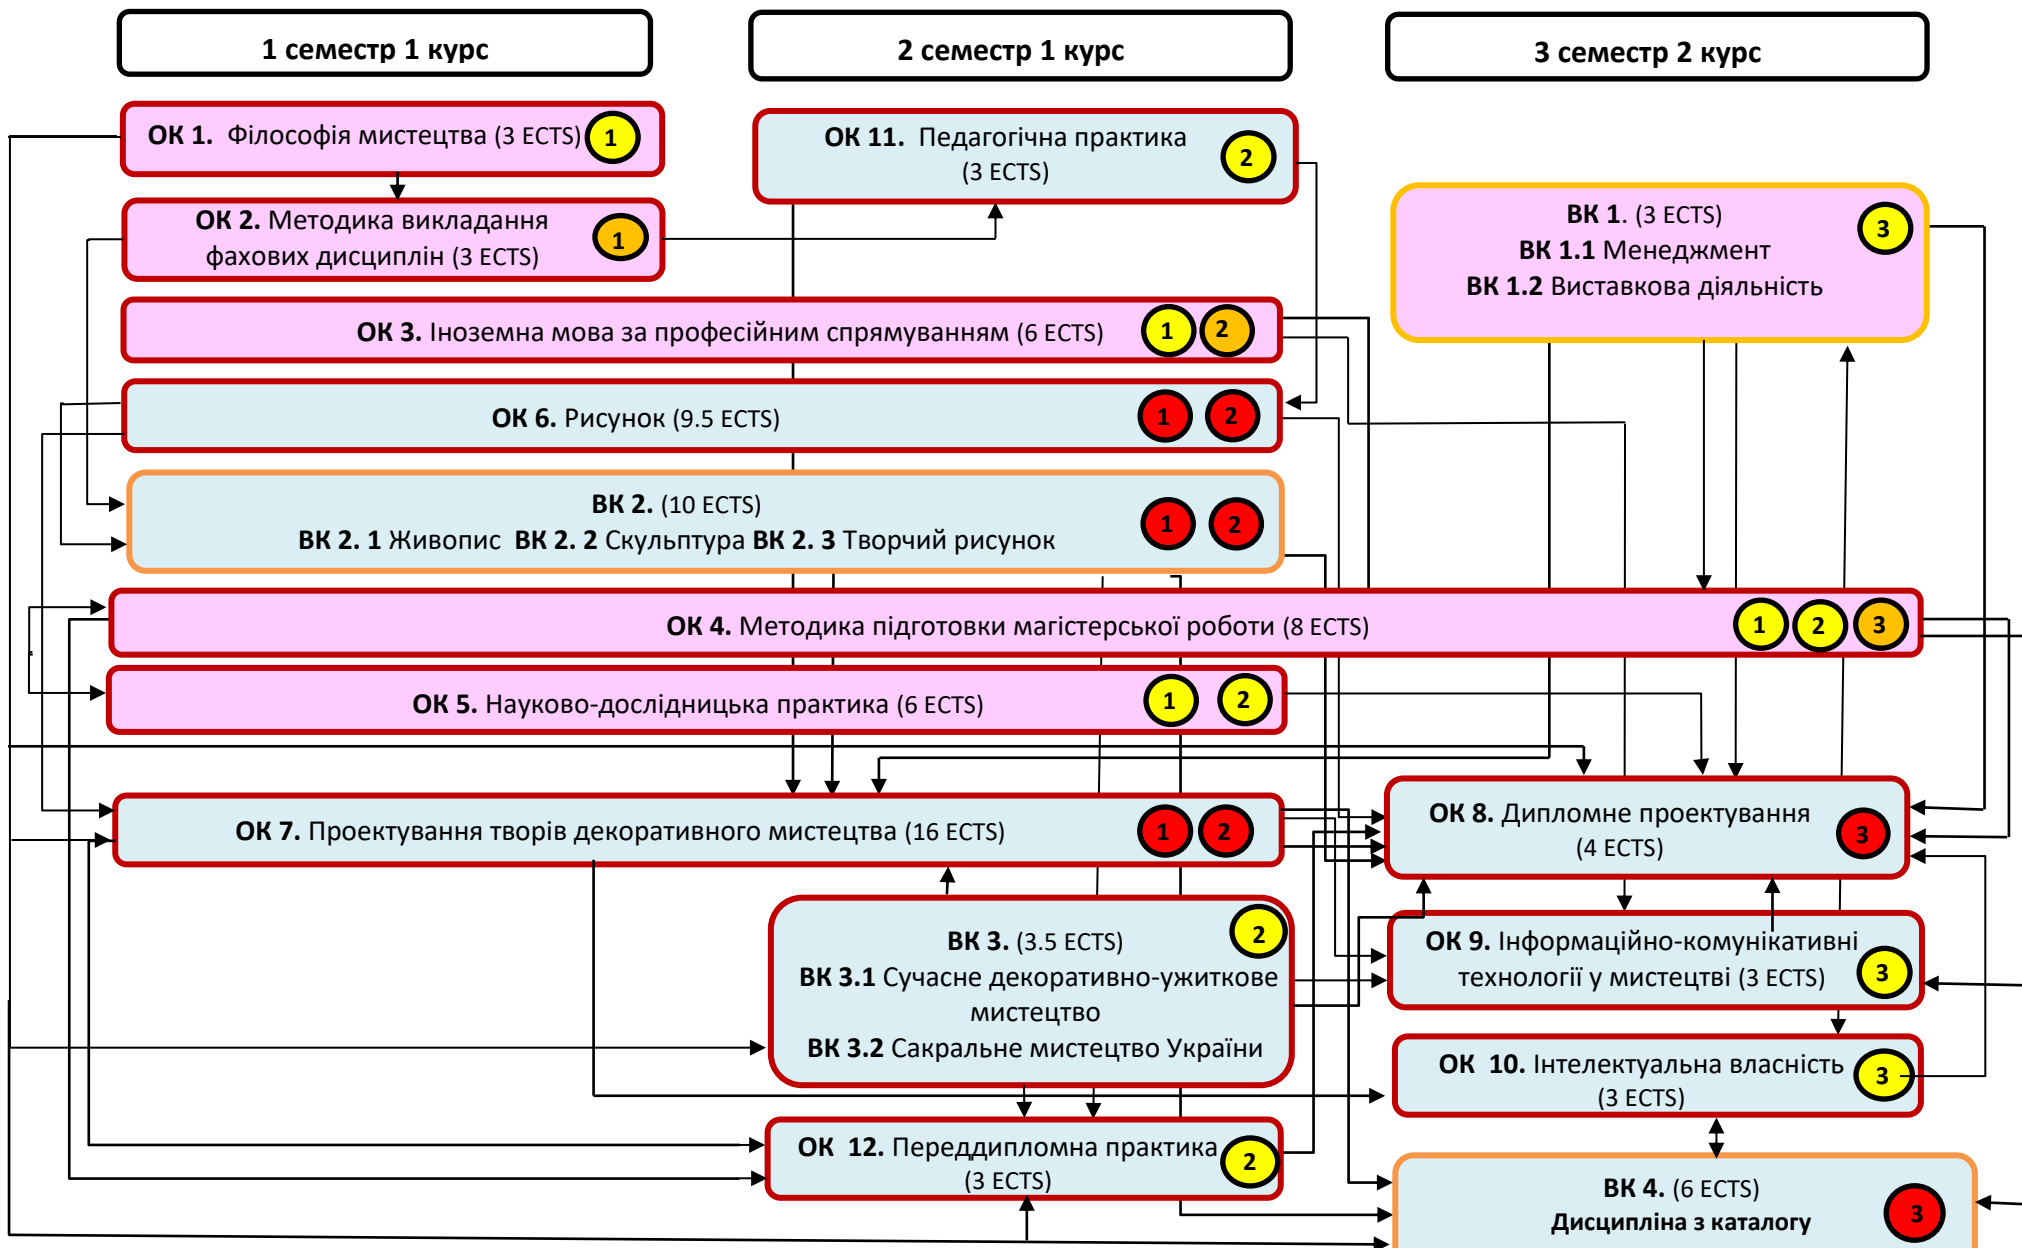 1 семестр 1 курс
2 семестр 1 курс
3 семестр 2 курс
ОК 1. Філософія мистецтва (3 ECTS)
1
ОК 11. Педагогічна практика
(3 ECTS)
2
ОК 2. Методика викладання
фахових дисциплін (3 ECTS)
1
ВК 1. (3 ECTS)
ВК 1.1 Менеджмент
ВК 1.2 Виставкова діяльність
3
ОК 3. Іноземна мова за професійним спрямуванням (6 ECTS)
1 2
ОК 6. Рисунок (9.5 ECTS)
1 2
ВК 2. (10 ECTS)
ВК 2. 1 Живопис ВК 2. 2 Скульптура ВК 2. 3 Творчий рисунок
1 2
ОК 4. Методика підготовки магістерської роботи (8 ECTS)
1 2 3
ОК 5. Науково-дослідницька практика (6 ECTS)
1 2
ОК 7. Проектування творів декоративного мистецтва (16 ECTS)
1 2
ОК 8. Дипломне проектування
(4 ECTS)
3
ВК 3. (3.5 ECTS)
ВК 3.1 Сучасне декоративно-ужиткове
мистецтво
ВК 3.2 Сакральне мистецтво України
2
ОК 9. Інформаційно-комунікативні
технології у мистецтві (3 ECTS)
3
ОК 10. Інтелектуальна власність
(3 ECTS)
3
ОК 12. Переддипломна практика
(3 ECTS)
2
ВК 4. (6 ECTS)
Дисципліна з каталогу
3